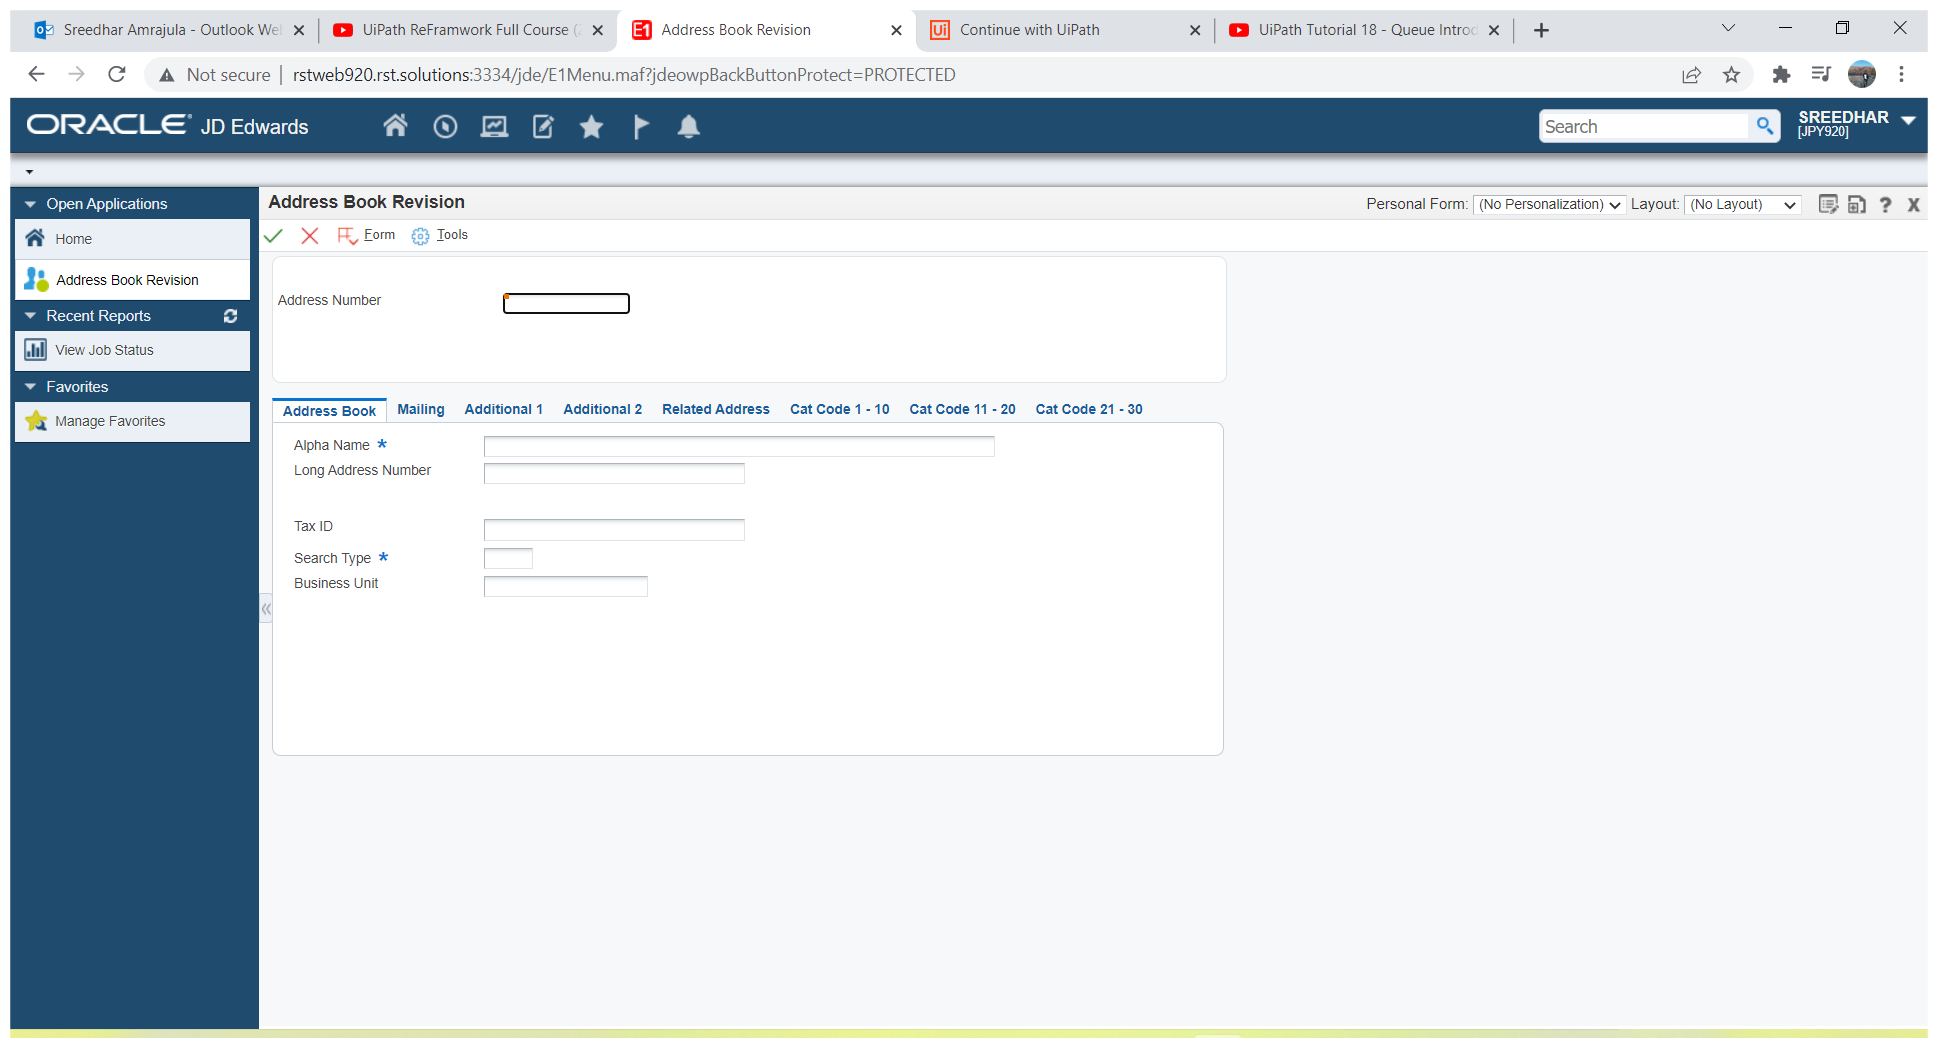 Sreedhar Amrajula - Outlook We
UiPath ReFramwork Full Course (
Address Book Revision
Continue with UiPath
UiPath Tutorial 18 - Queue Introd
Not secure | rstweb920.rst.solutions:3334/jde/E1Menu.maf?jdeowpBackButtonProtect=PROTECTED
ORACLE JD Edwards
Search
SREEDHAR
[JPY920]
Open Applications
Home
Address Book Revision
Recent Reports
View Job Status
Favorites
Manage Favorites
Address Book Revision
Personal Form: (No Personalization) Layout: (No Layout)
Form Tools
Address Number
Address Book Mailing Additional 1 Additional 2 Related Address Cat Code 1 - 10 Cat Code 11 - 20 Cat Code 21 - 30
Alpha Name *
Long Address Number
Tax ID
Search Type *
Business Unit